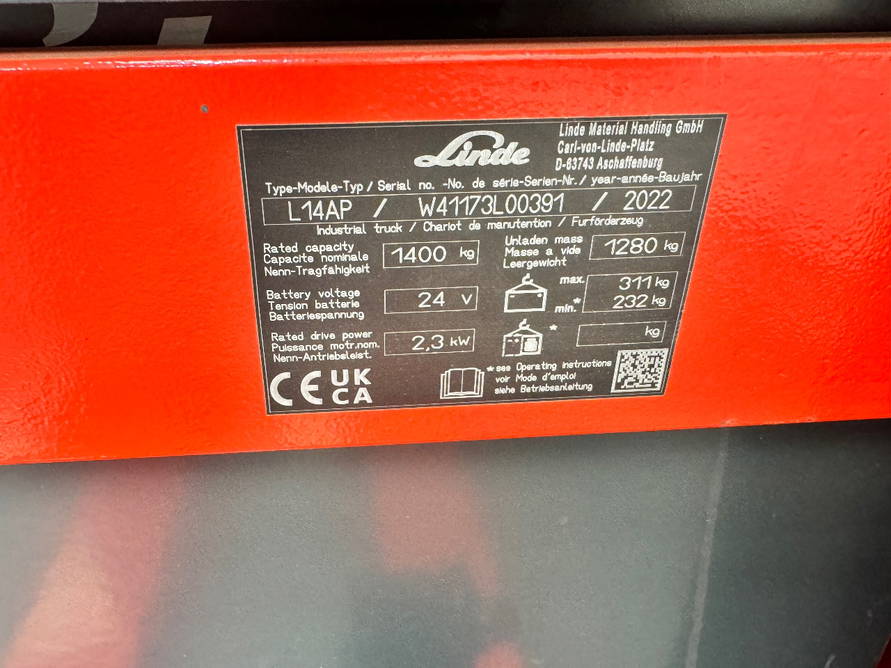 Linde
Linde Material Handling GmbH
Carl-von-Linde-Platz
D-63743 Aschaffenburg
Type-Modele-Typ / Serial no. -No. de série-Serien-Nr. / year-année-Baujahr
L14AP / W41173L00391 / 2022
Industrial truck / Chariot de manutention / Furförderzeug
Rated capacity
Capacite nominale
Nenn-Tragfähigkeit
1400 kg
Unladen mass
Masse a vide
Leergewicht
1280 kg
Battery voltage
Tension batterie
Batteriespannung
24 V
max. 311 kg
min.* 232 kg
Rated drive power
Puissance motr.nom.
Nenn-Antriebsleist.
2,3 kW
* kg
CE UK
CA
* see Operating instructions
voir Mode d'emploi
siehe Betriebsanleitung